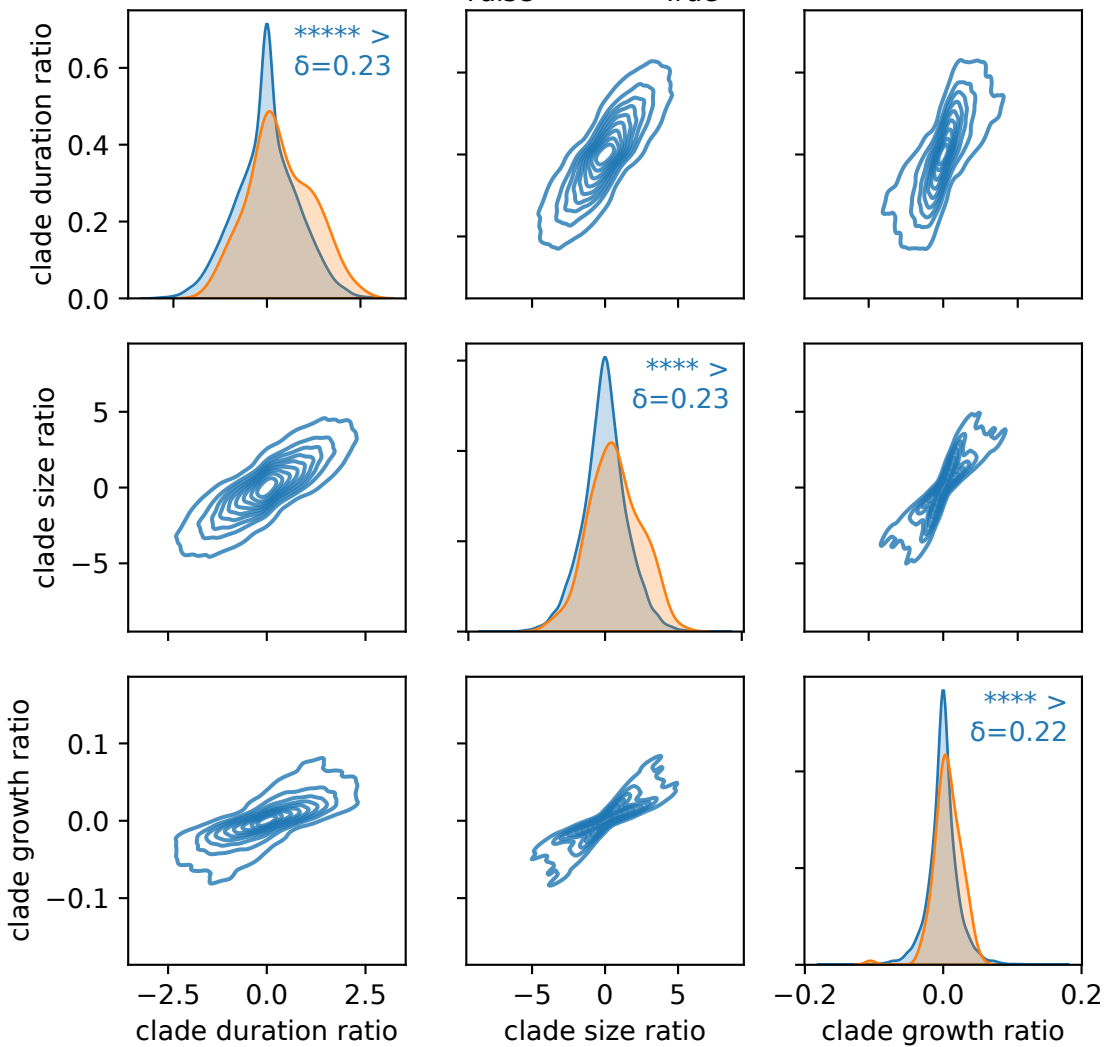 ***** >
δ=0.23
clade duration ratio
0.6
0.4
0.2
0.0
**** >
δ=0.23
clade size ratio
5
0
−5
**** >
δ=0.22
clade growth ratio
0.1
0.0
−0.1
−2.5 0.0 2.5
−5 0 5
−0.2 0.0 0.2
clade duration ratio
clade size ratio
clade growth ratio